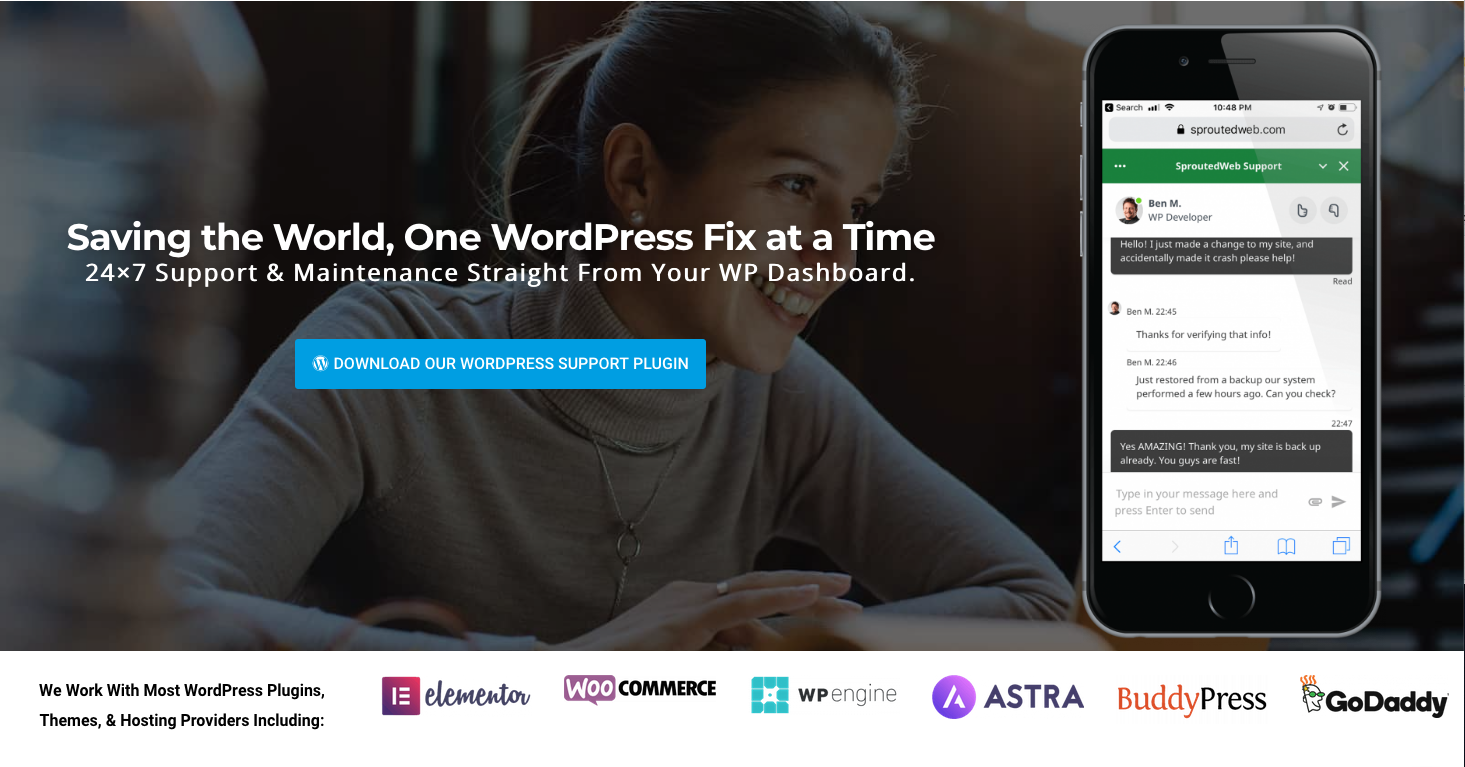 Saving the World, One WordPress Fix at a Time
24×7 Support & Maintenance Straight From Your WP Dashboard.
DOWNLOAD OUR WORDPRESS SUPPORT PLUGIN
Search
10:48 PM
sproutedweb.com
SproutedWeb Support
Ben M.
WP Developer
Hello! I just made a change to my site, and
accidentally made it crash please help!
Read
Ben M. 22:45
Thanks for verifying that info!
Ben M. 22:46
Just restored from a backup our system
performed a few hours ago. Can you check?
22:47
Yes AMAZING! Thank you, my site is back up
already. You guys are fast!
Type in your message here and
press Enter to send
We Work With Most WordPress Plugins,
Themes, & Hosting Providers Including:
elementor
WOO COMMERCE
WP engine
ASTRA
BuddyPress
GoDaddy